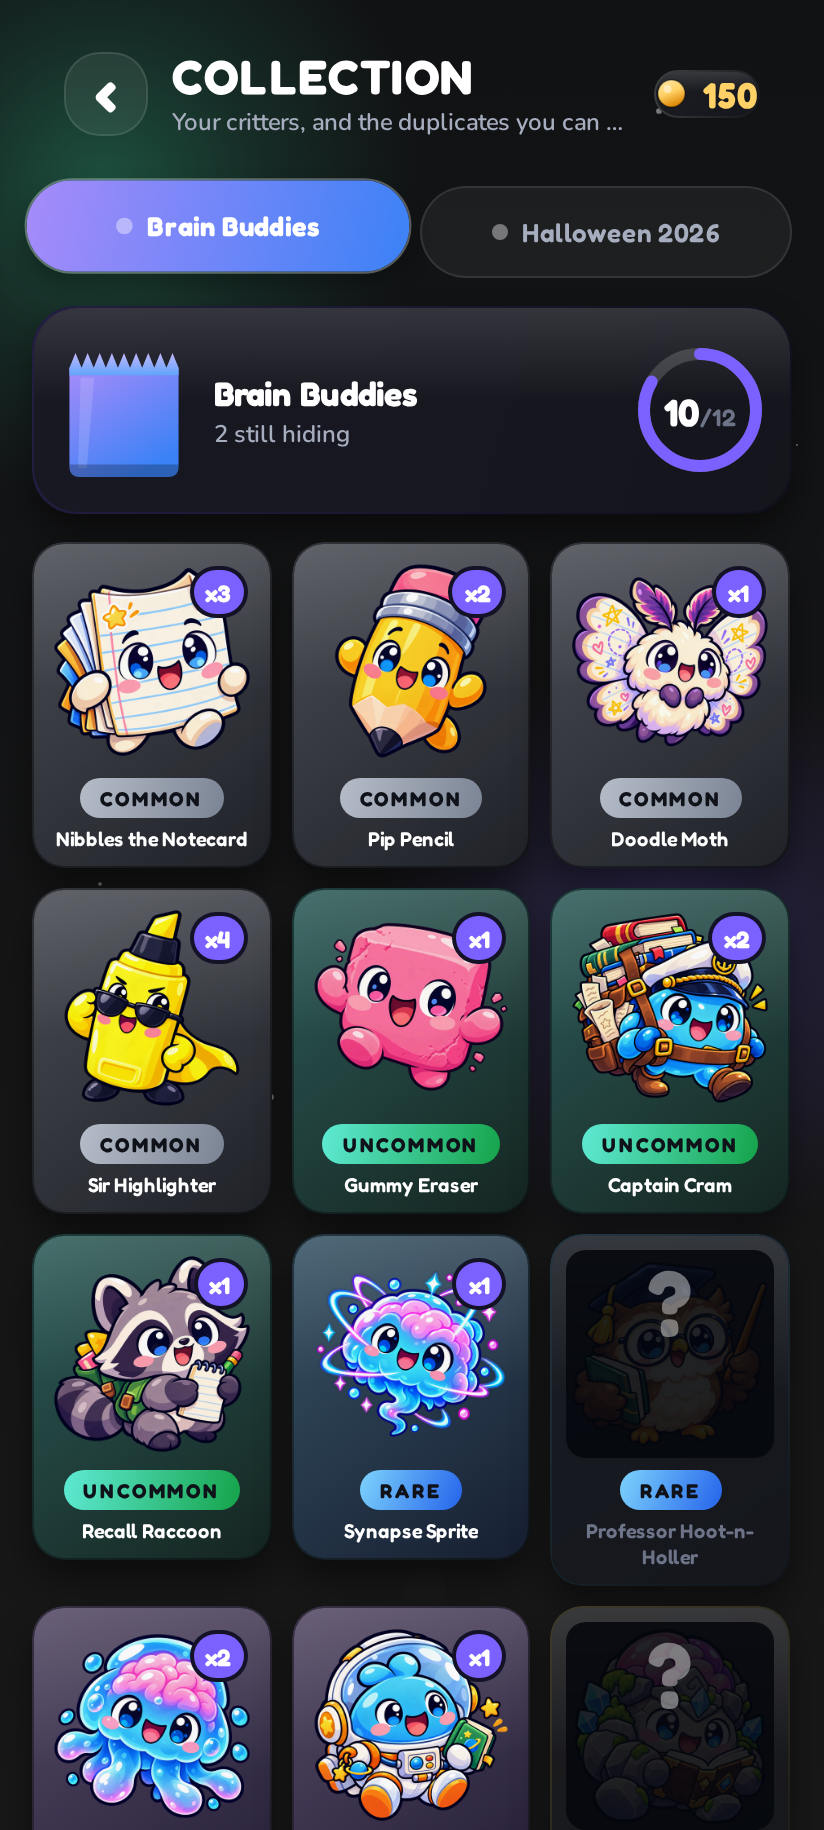 COLLECTION
Your critters, and the duplicates you can ...
150
Brain Buddies
Halloween 2026
Brain Buddies
2 still hiding
10/12
x3
x2
x1
COMMON
COMMON
COMMON
Nibbles the Notecard
Pip Pencil
Doodle Moth
x4
x1
x2
COMMON
UNCOMMON
UNCOMMON
Sir Highlighter
Gummy Eraser
Captain Cram
x1
x1
?
UNCOMMON
RARE
RARE
Recall Raccoon
Synapse Sprite
Professor Hoot-n-
Holler
x2
x1
?